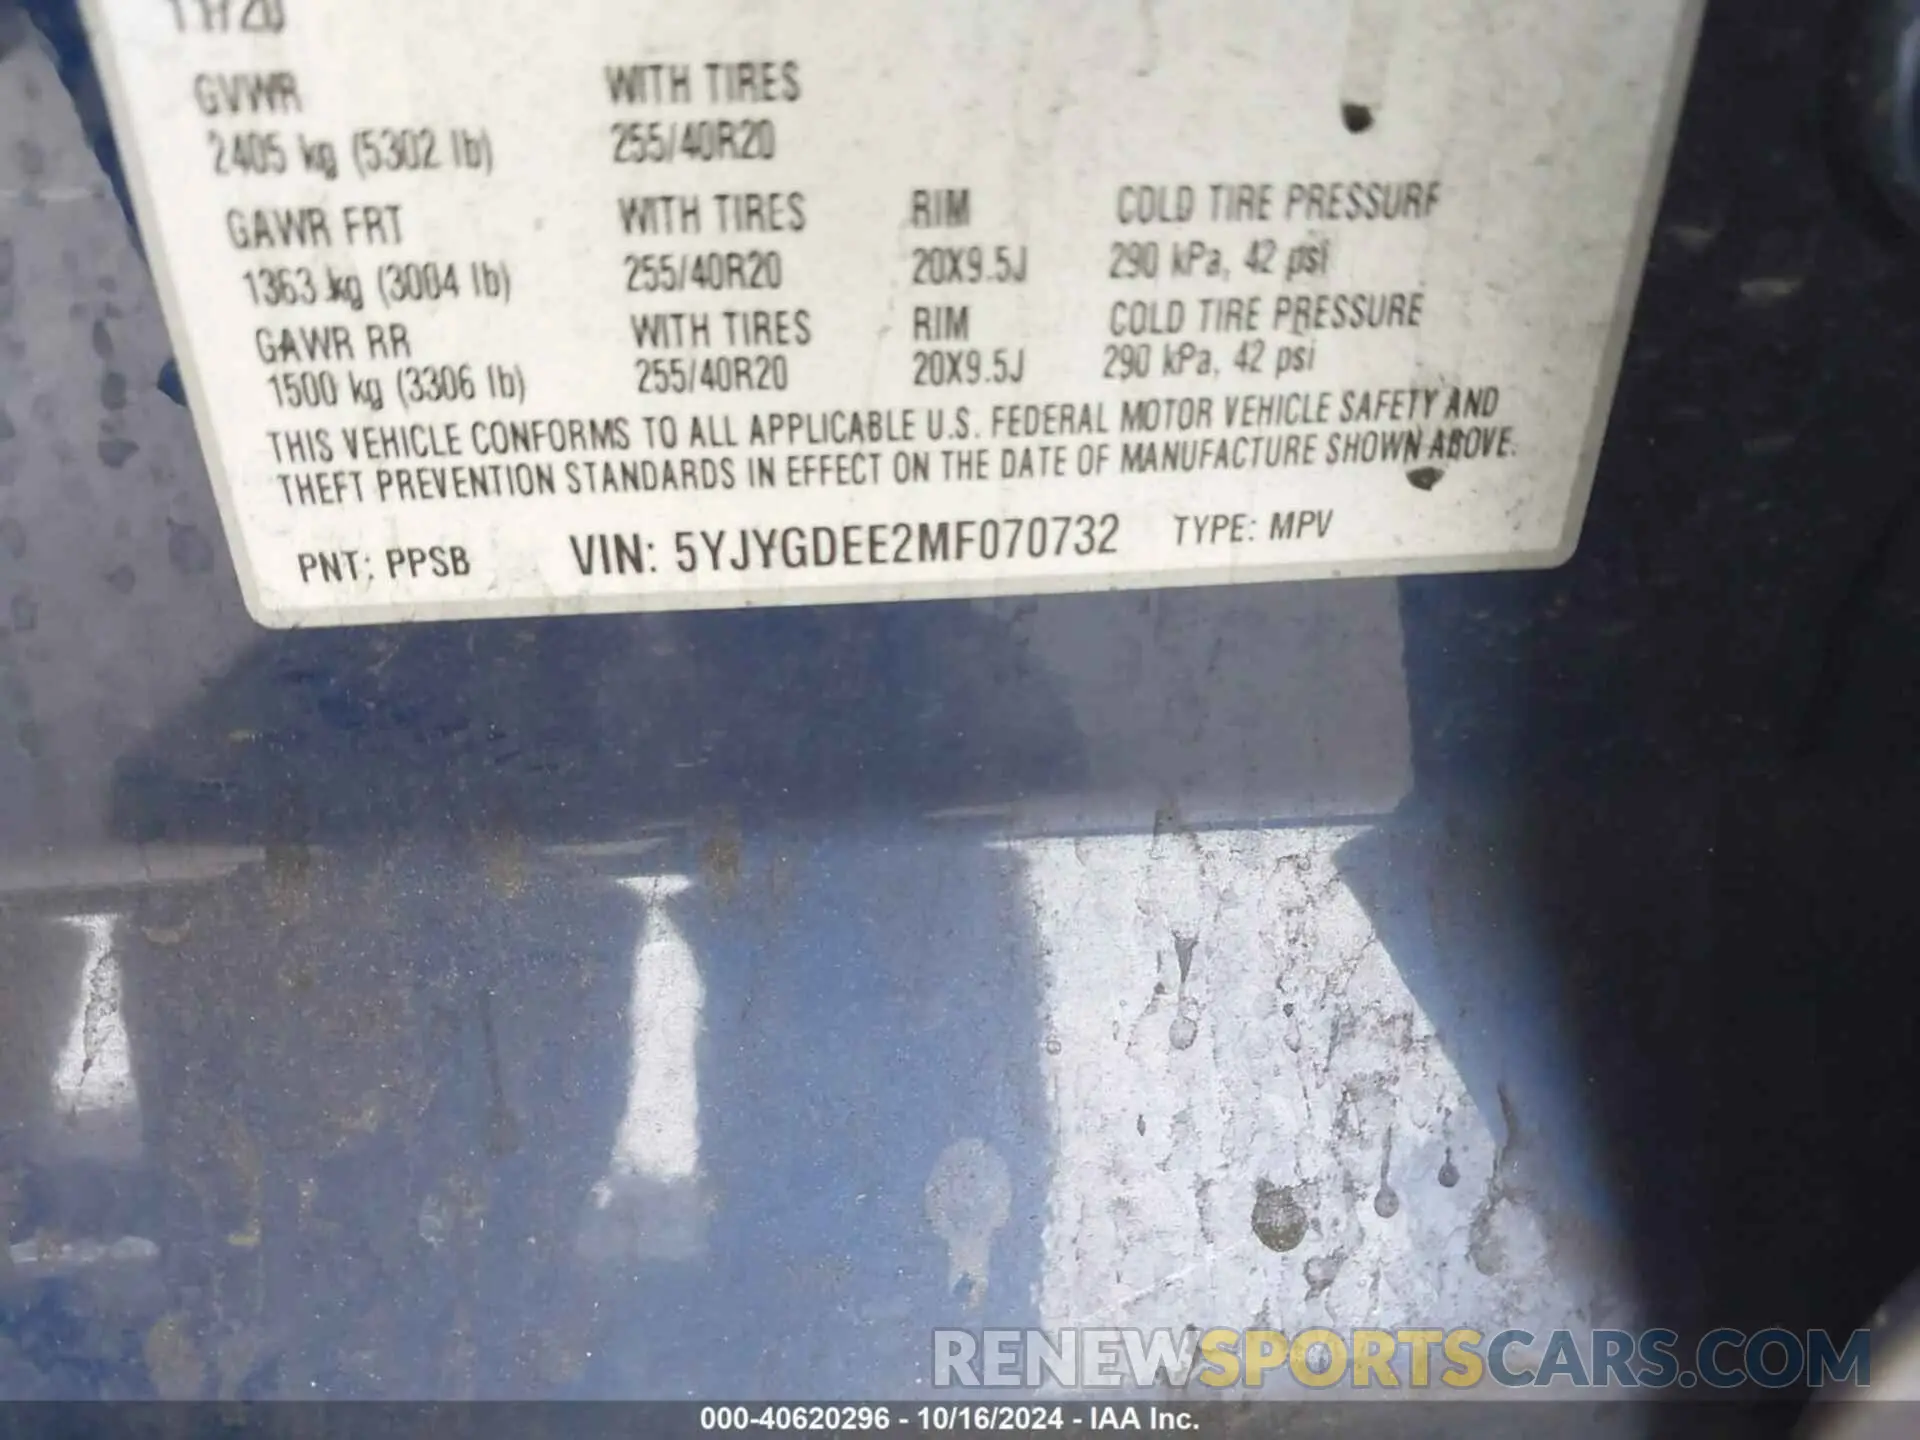 11/20
GVWR WITH TIRES
2405 kg (5302 lb) 255/40R20
GAWR FRT WITH TIRES RIM COLD TIRE PRESSURE
1363 kg (3004 lb) 255/40R20 20X9.5J 290 kPa, 42 psi
GAWR RR WITH TIRES RIM COLD TIRE PRESSURE
1500 kg (3306 lb) 255/40R20 20X9.5J 290 kPa, 42 psi
THIS VEHICLE CONFORMS TO ALL APPLICABLE U.S. FEDERAL MOTOR VEHICLE SAFETY AND
THEFT PREVENTION STANDARDS IN EFFECT ON THE DATE OF MANUFACTURE SHOWN ABOVE.
PNT: PPSB VIN: 5YJYGDEE2MF070732 TYPE: MPV
RENEWSPORTSCARS.COM
000-40620296 - 10/16/2024 - IAA Inc.